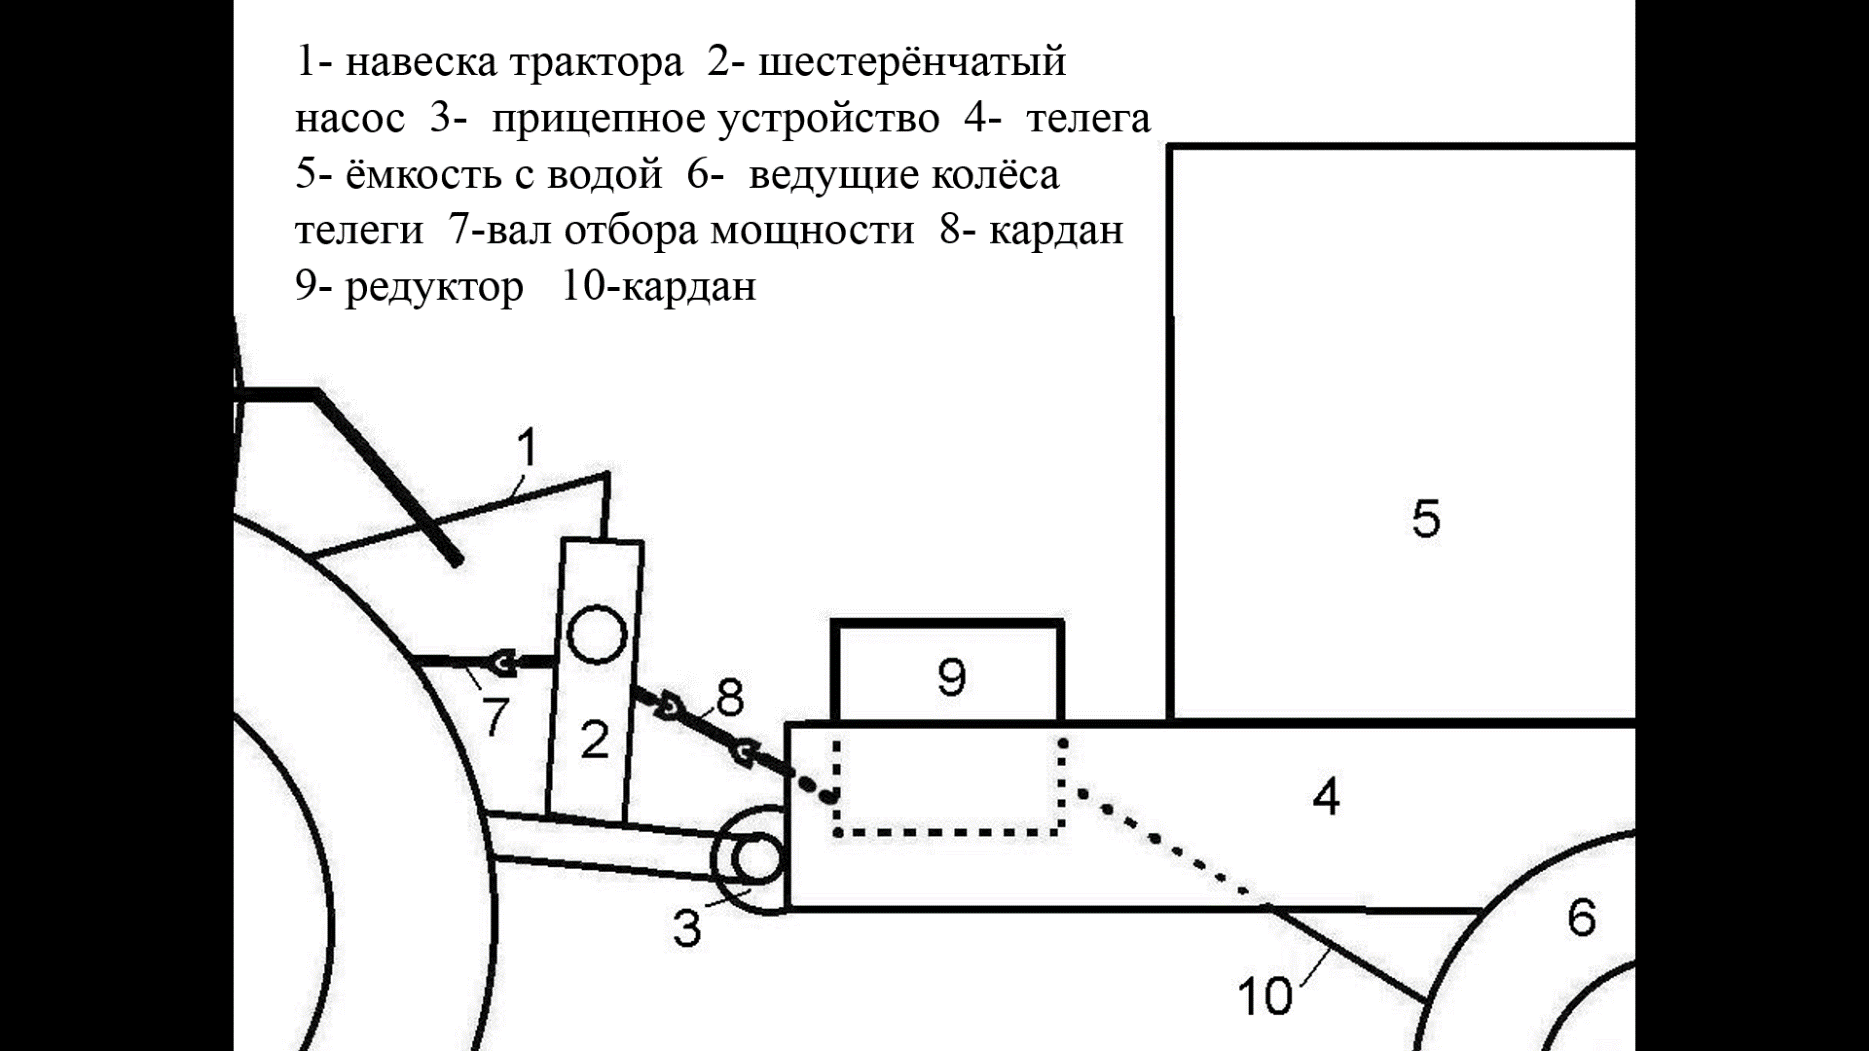 1- навеска трактора 2- шестерёнчатый
насос 3- прицепное устройство 4- телега
5- ёмкость с водой 6- ведущие колёса
телеги 7-вал отбора мощности 8- кардан
9- редуктор 10-кардан
1
5
9
7
8
2
4
3
6
10